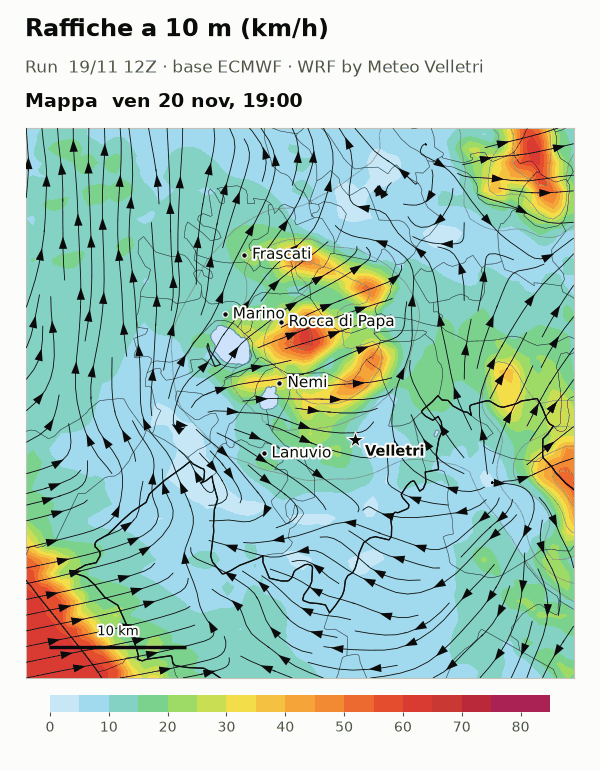 Raffiche a 10 m (km/h)
Run  19/11 12Z · base ECMWF · WRF by Meteo Velletri
Mappa  ven 20 nov, 19:00
Frascati
Marino
Rocca di Papa
Nemi
Lanuvio
Velletri
10 km
0 10 20 30 40 50 60 70 80